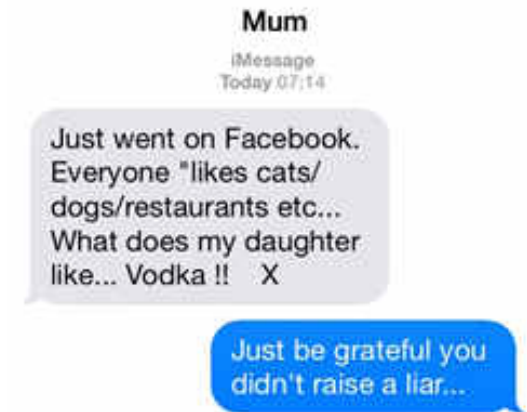 Mum
iMessage
Today 07:14
Just went on Facebook.
Everyone "likes cats/
dogs/restaurants etc...
What does my daughter
like... Vodka !! X
Just be grateful you
didn't raise a liar...